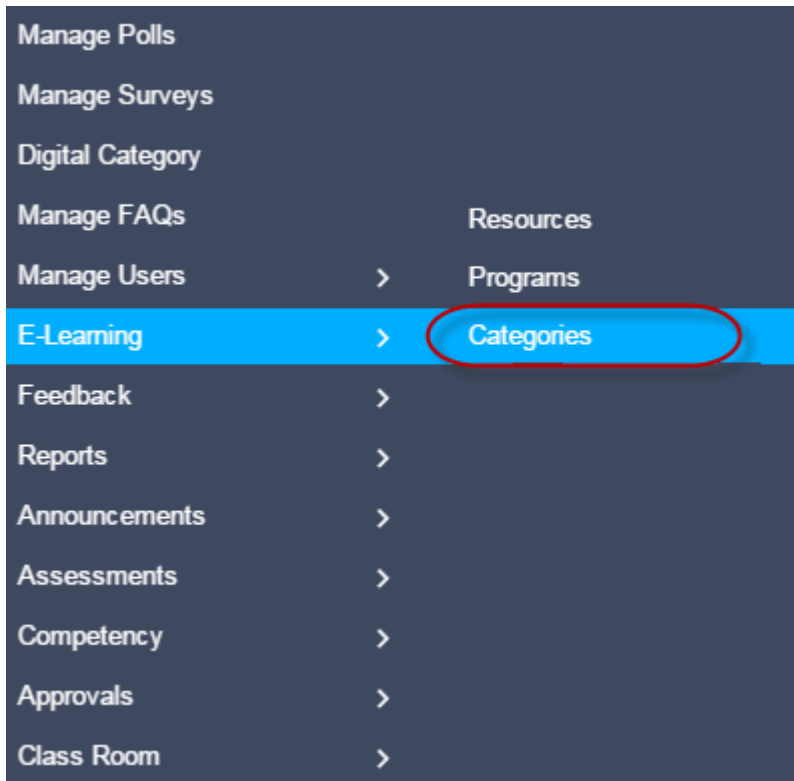 Manage Polls
Manage Surveys
Digital Category
Manage FAQs
Manage Users
E-Learning
Feedback
Reports
Announcements
Assessments
Competency
Approvals
Class Room
Resources
Programs
Categories